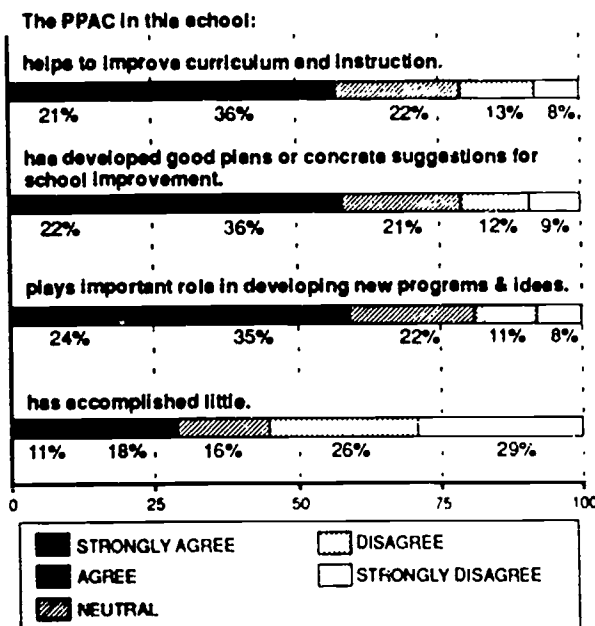 The PPAC in this school:
helps to improve curriculum and instruction.
21% 36% 22% 13% 8%
has developed good plans or concrete suggestions for
school improvement.
22% 36% 21% 12% 9%
plays important role in developing new programs & ideas.
24% 35% 22% 11% 8%
has accomplished little.
11% 18% 16% 26% 29%
0 25 50 75 100
STRONGLY AGREE DISAGREE
AGREE STRONGLY DISAGREE
NEUTRAL